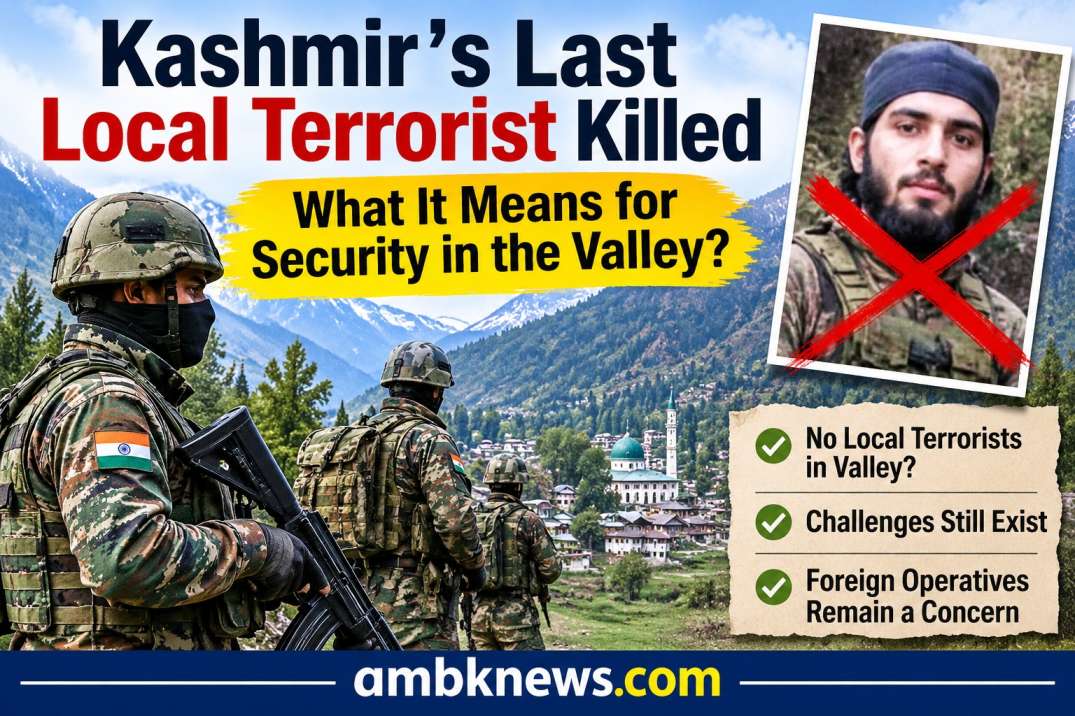 Kashmir's Last
Local Terrorist Killed
What It Means for
Security in the Valley?
No Local Terrorists
in Valley?
Challenges Still Exist
Foreign Operatives
Remain a Concern
ambknews.com